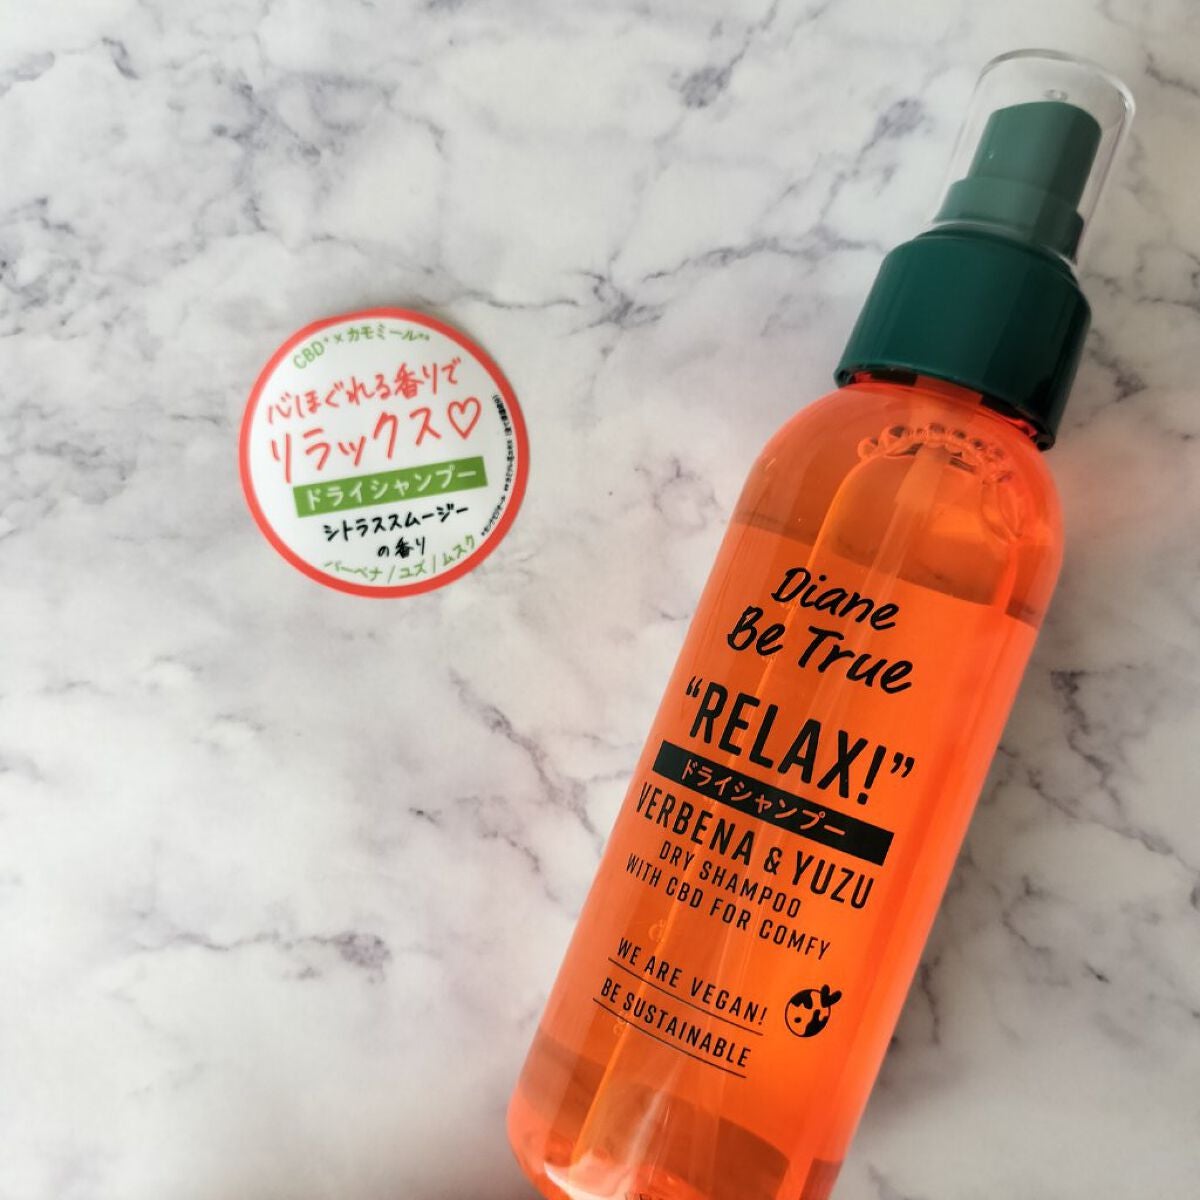 CBD* × カモミール**
心ほぐれる香りで
リラックス♡
ドライシャンプー
シトラススムージー
の香り
バーベナ/ユズ/ムスク
Diane
Be True
“RELAX!”
ドライシャンプー
VERBENA & YUZU
DRY SHAMPOO
WITH CBD FOR COMFY
WE ARE VEGAN!
BE SUSTAINABLE